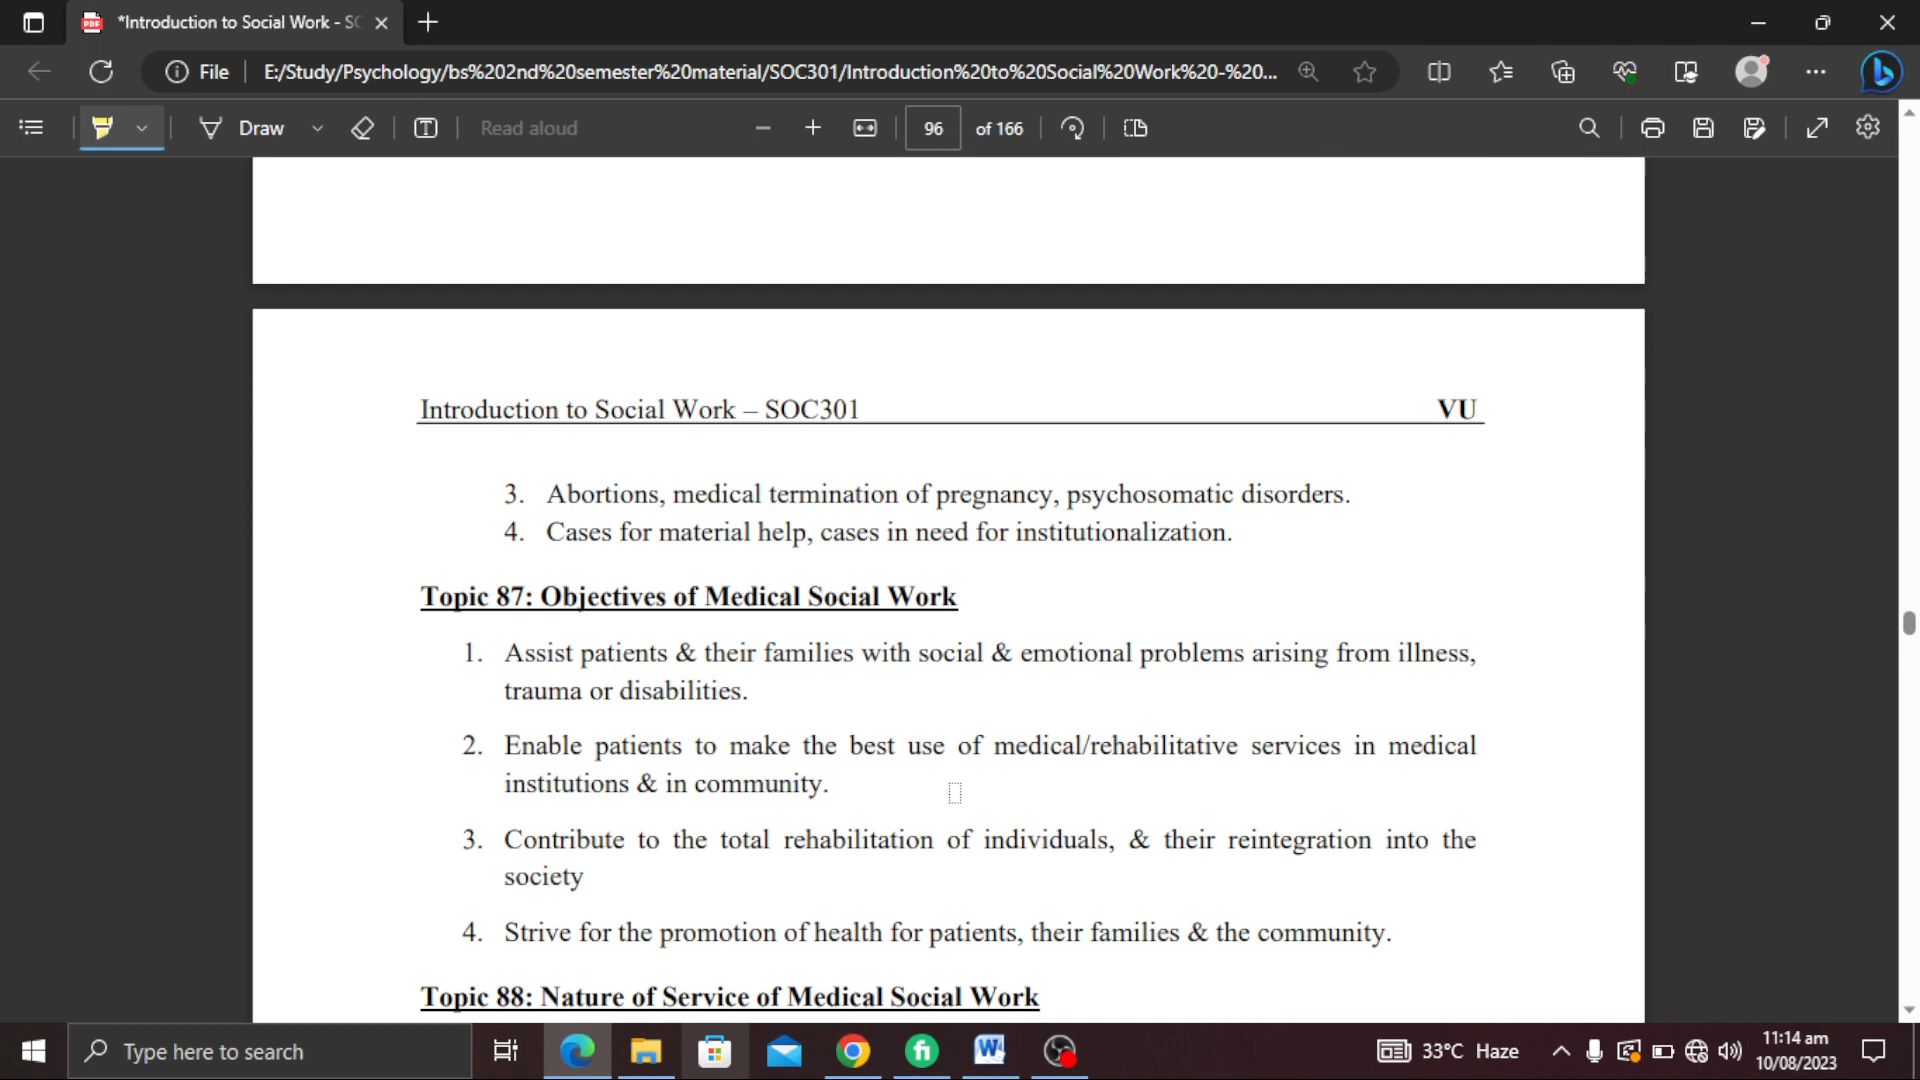 *Introduction to Social Work - SC
File
E:/Study/Psychology/bs%202nd%20semester%20material/SOC301/Introduction%20to%20Social%20Work%20-%20...
Draw
Read aloud
96
of 166
Introduction to Social Work – SOC301 VU
3. Abortions, medical termination of pregnancy, psychosomatic disorders.
4. Cases for material help, cases in need for institutionalization.
Topic 87: Objectives of Medical Social Work
1. Assist patients & their families with social & emotional problems arising from illness,
trauma or disabilities.
2. Enable patients to make the best use of medical/rehabilitative services in medical
institutions & in community.
3. Contribute to the total rehabilitation of individuals, & their reintegration into the
society
4. Strive for the promotion of health for patients, their families & the community.
Topic 88: Nature of Service of Medical Social Work
Type here to search
33°C Haze
11:14 am
10/08/2023